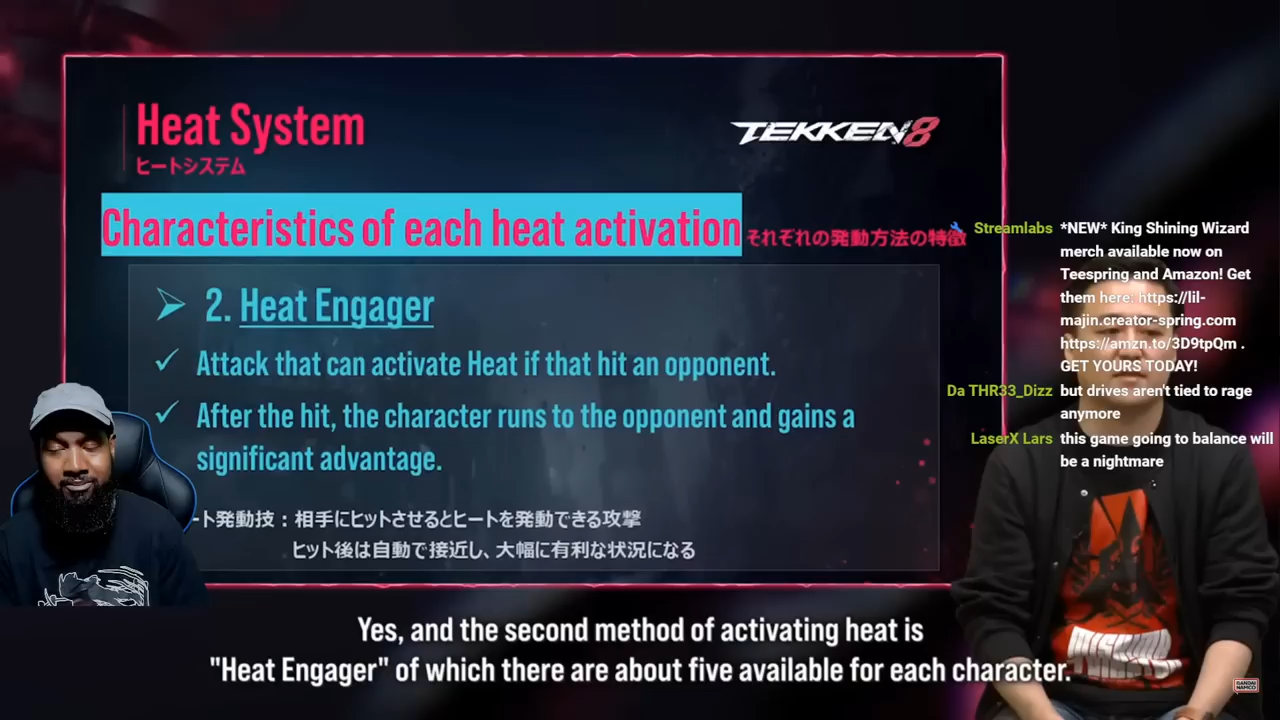 Heat System
ヒートシステム
TEKKEN 8
Characteristics of each heat activation それぞれの発動方法の特徴
2. Heat Engager
Attack that can activate Heat if that hit an opponent.
After the hit, the character runs to the opponent and gains a
significant advantage.
ート発動技：相手にヒットさせるとヒートを発動できる攻撃
ヒット後は自動で接近し、大幅に有利な状況になる
Streamlabs *NEW* King Shining Wizard
merch available now on
Teespring and Amazon! Get
them here: https://lil-
majin.creator-spring.com
https://amzn.to/3D9tpQm .
GET YOURS TODAY!
Da THR33_Dizz but drives aren't tied to rage
anymore
LaserX Lars this game going to balance will
be a nightmare
Yes, and the second method of activating heat is
"Heat Engager" of which there are about five available for each character.
BANDAI
NAMCO